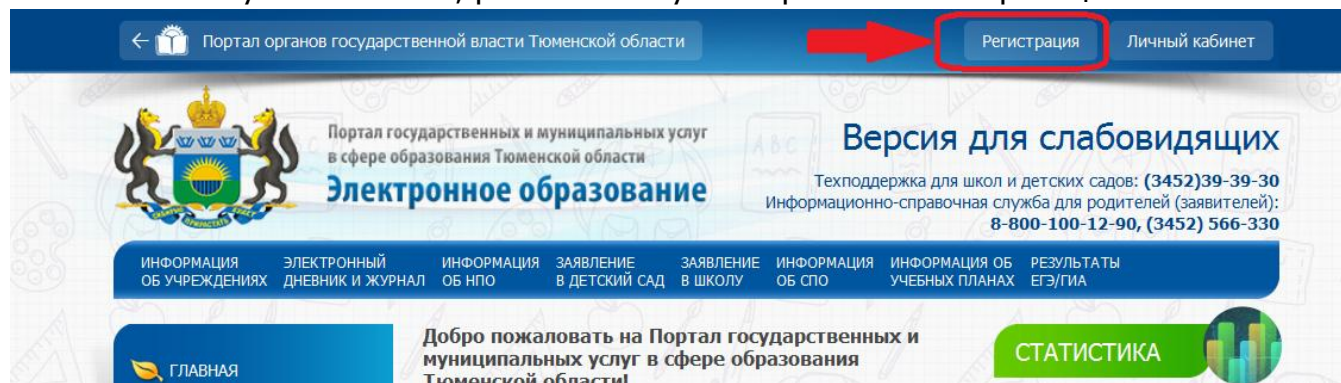 Портал органов государственной власти Тюменской области
Регистрация
Личный кабинет
Портал государственных и муниципальных услуг
в сфере образования Тюменской области
Электронное образование
Версия для слабовидящих
Техподдержка для школ и детских садов: (3452)39-39-30
Информационно-справочная служба для родителей (заявителей):
8-800-100-12-90, (3452) 566-330
ИНФОРМАЦИЯ
ОБ УЧРЕЖДЕНИЯХ
ЭЛЕКТРОННЫЙ
ДНЕВНИК И ЖУРНАЛ
ИНФОРМАЦИЯ
ОБ НПО
ЗАЯВЛЕНИЕ
В ДЕТСКИЙ САД
ЗАЯВЛЕНИЕ
В ШКОЛУ
ИНФОРМАЦИЯ
ОБ СПО
ИНФОРМАЦИЯ ОБ
УЧЕБНЫХ ПЛАНАХ
РЕЗУЛЬТАТЫ
ЕГЭ/ГИА
ГЛАВНАЯ
Добро пожаловать на Портал государственных и
муниципальных услуг в сфере образования
Тюменской области!
СТАТИСТИКА